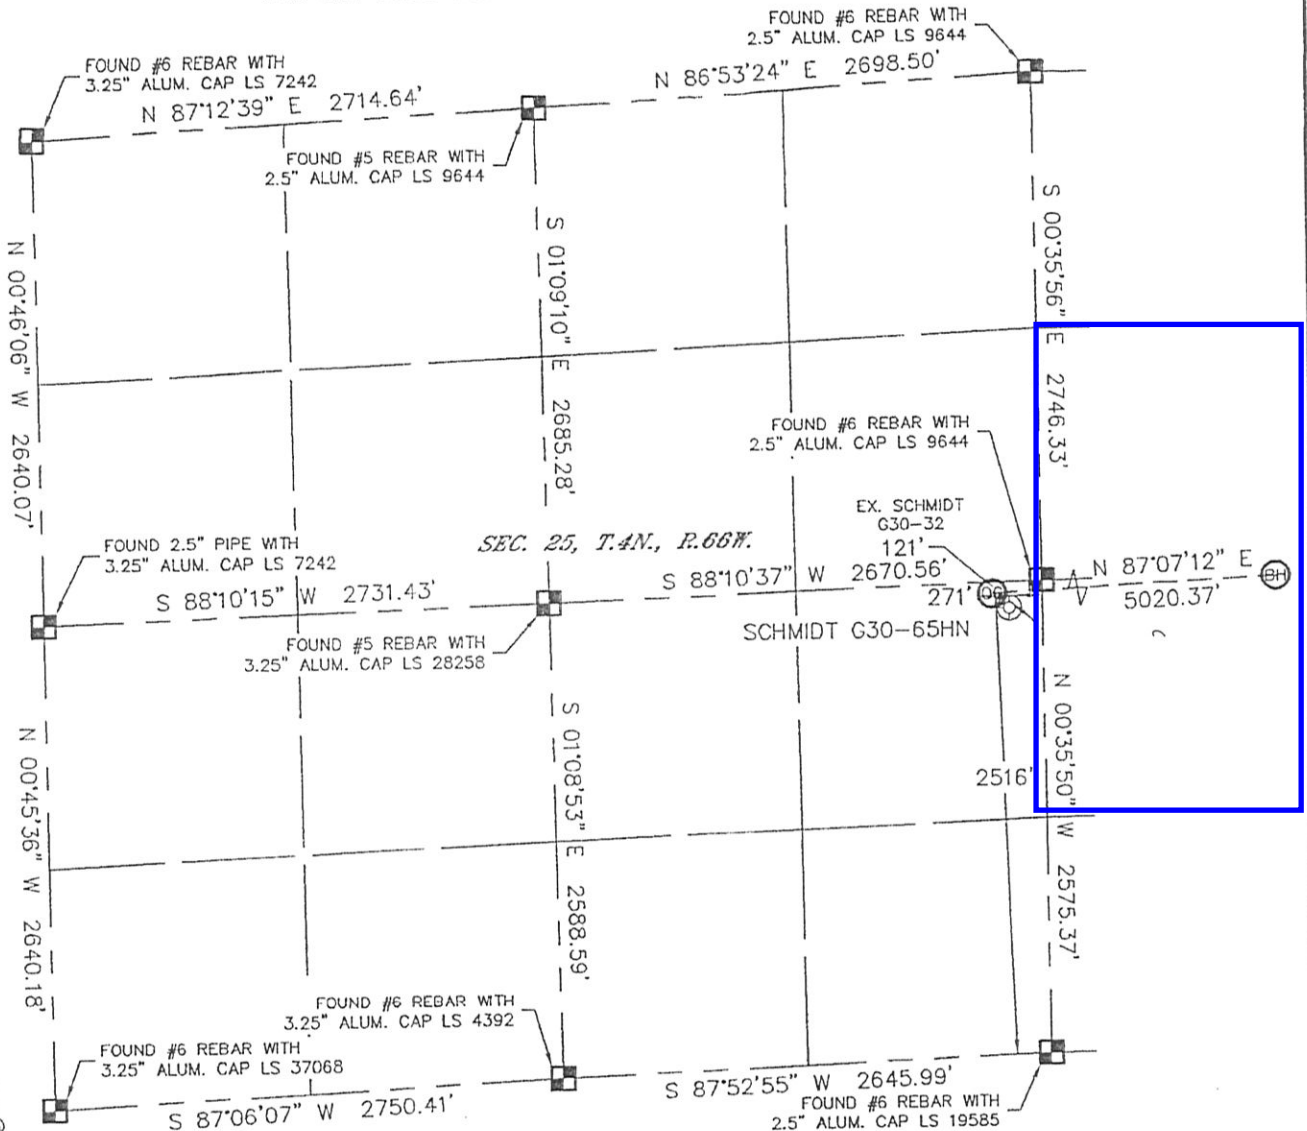 FOUND #6 REBAR WITH
2.5" ALUM. CAP LS 9644
FOUND #6 REBAR WITH
3.25" ALUM. CAP LS 7242
N 86°53'24" E 2698.50'
N 87°12'39" E 2714.64'
FOUND #5 REBAR WITH
2.5" ALUM. CAP LS 9644
N 00°46'06" W 2640.07'
S 01°09'10" E 2685.28'
S 00°35'56" E 2746.33'
FOUND #6 REBAR WITH
2.5" ALUM. CAP LS 9644
EX. SCHMIDT
G30-32
121'
SEC. 25, T.4N., R.66W.
FOUND 2.5" PIPE WITH
3.25" ALUM. CAP LS 7242
S 88°10'15" W 2731.43'
S 88°10'37" W 2670.56'
271'
N 87°07'12" E
5020.37'
BH
SCHMIDT G30-65HN
FOUND #5 REBAR WITH
3.25" ALUM. CAP LS 28258
N 00°45'36" W 2640.18'
S 01°08'53" E 2588.59'
2516'
N 00°35'50" W 2575.37'
FOUND #6 REBAR WITH
3.25" ALUM. CAP LS 4392
FOUND #6 REBAR WITH
3.25" ALUM. CAP LS 37068
S 87°06'07" W 2750.41'
S 87°52'55" W 2645.99'
FOUND #6 REBAR WITH
2.5" ALUM. CAP LS 19585